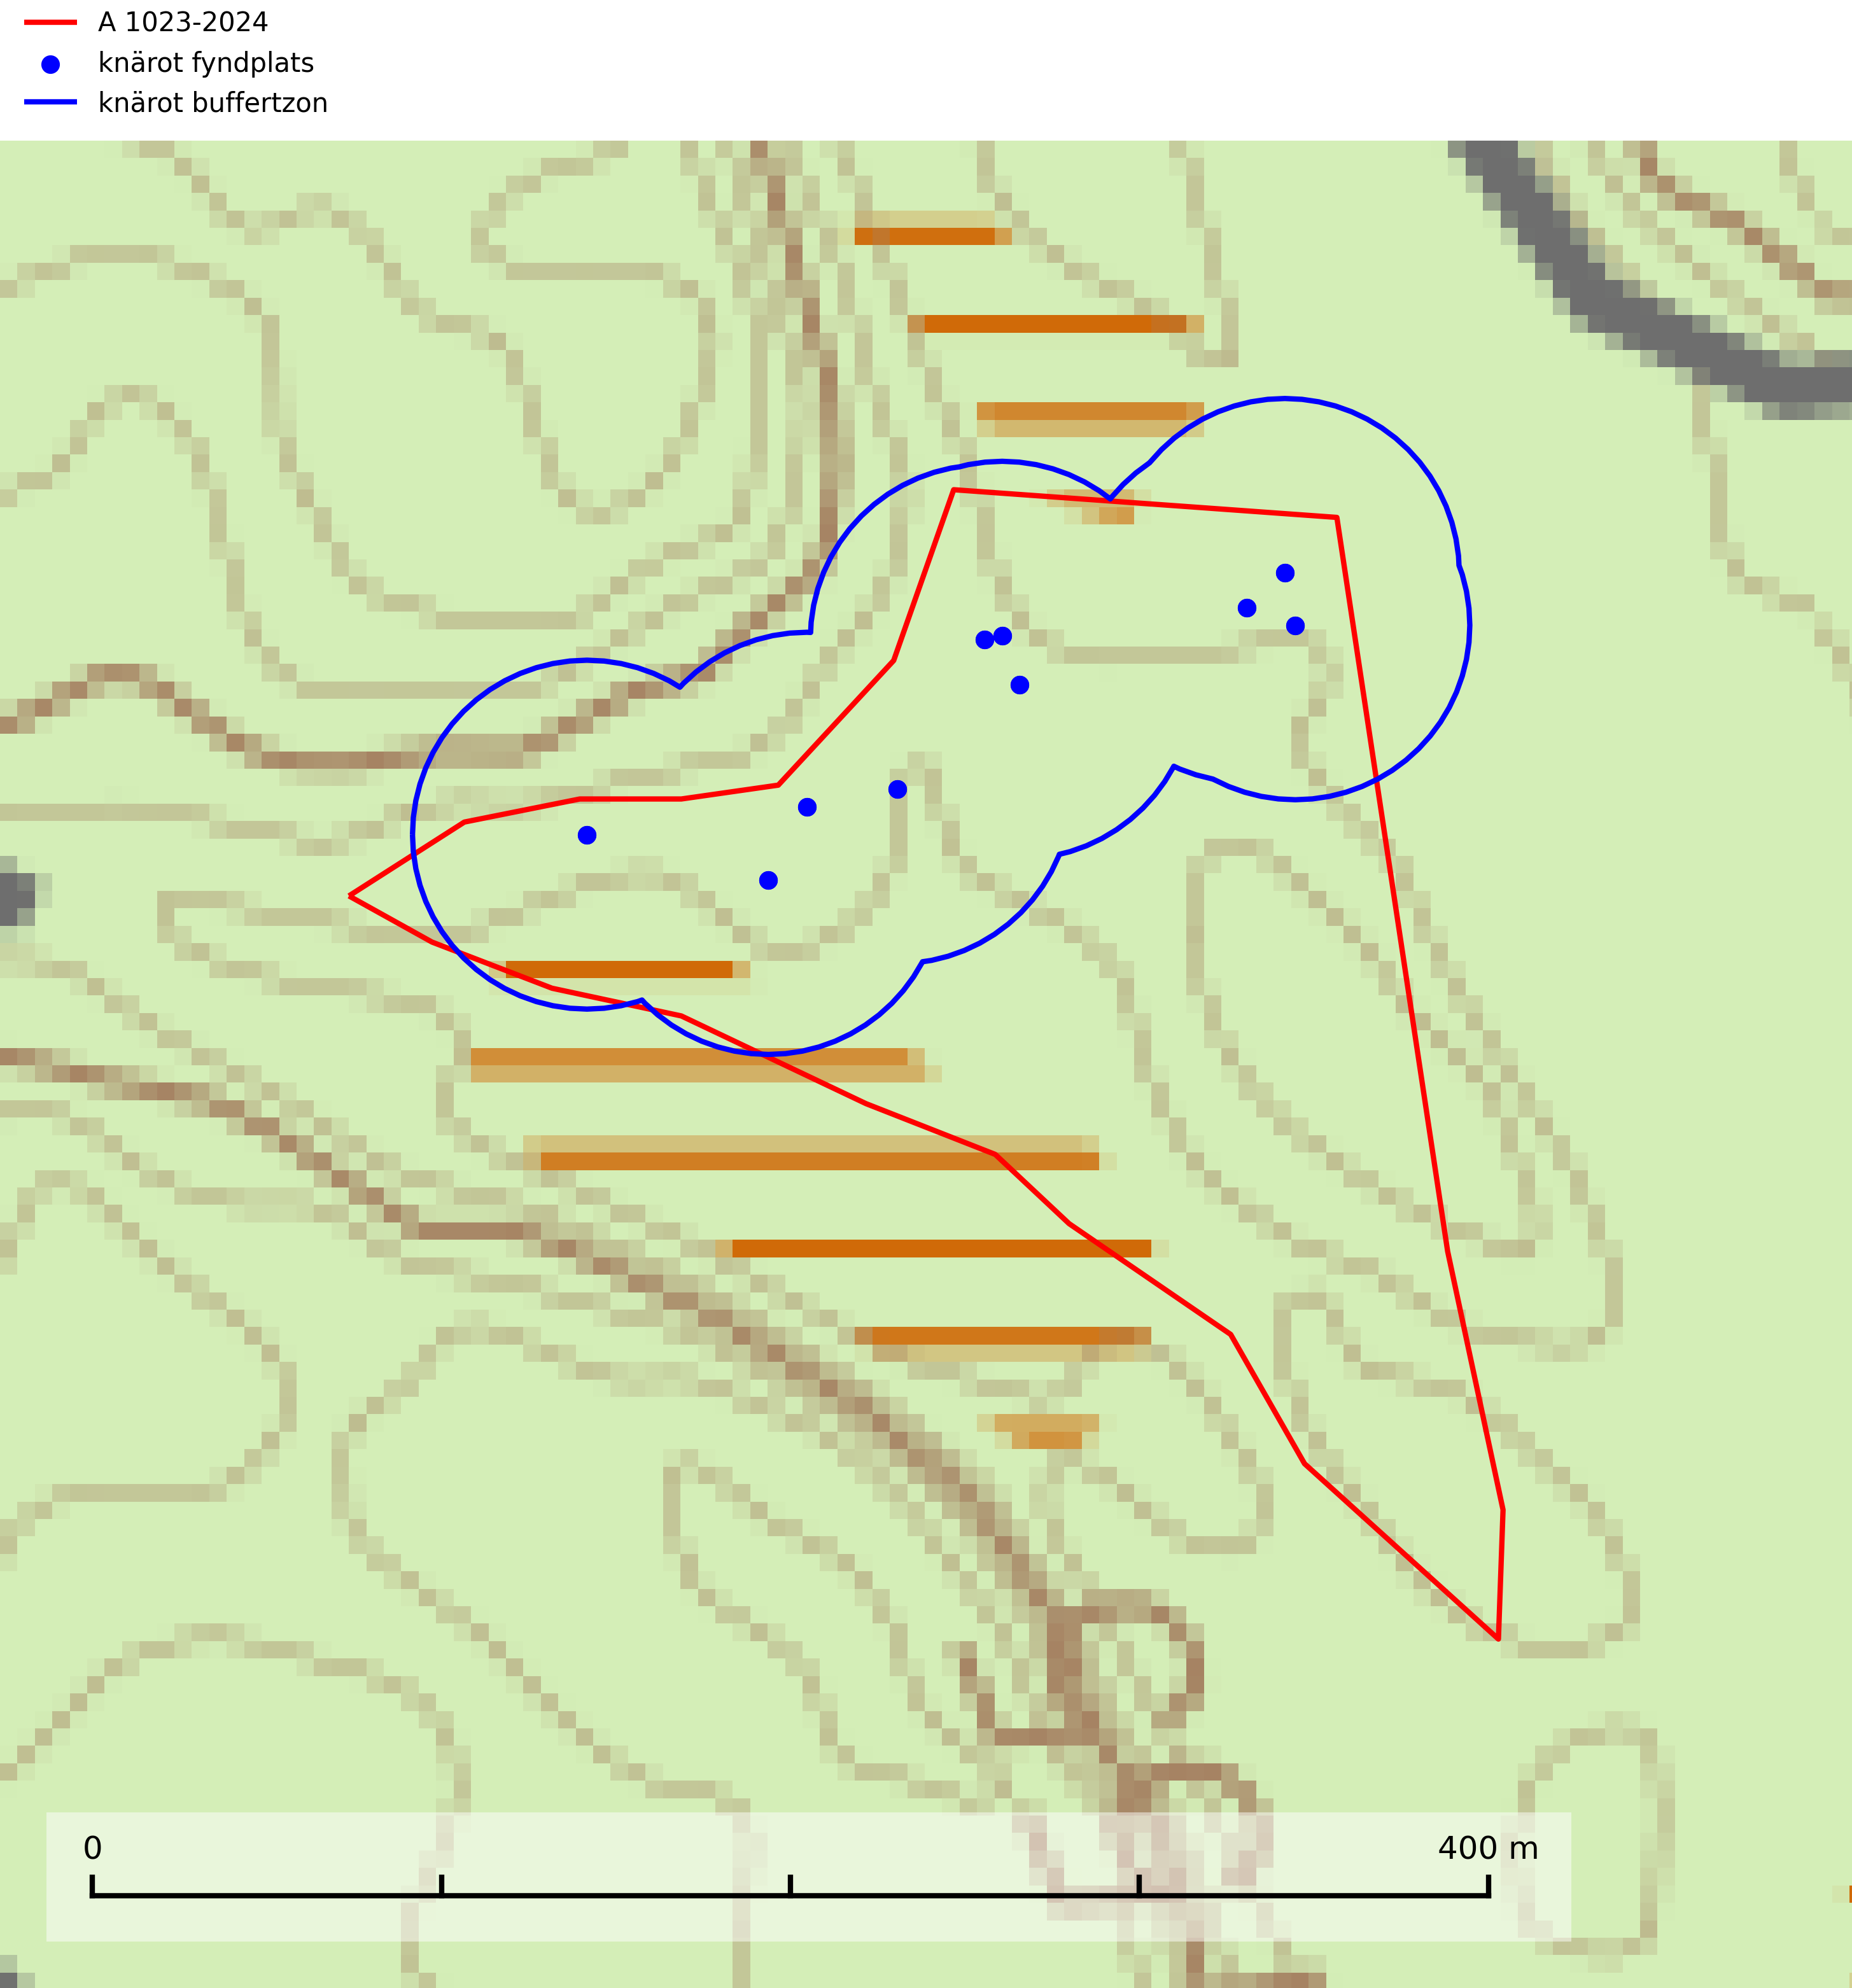 A 1023-2024
knärot fyndplats
knärot buffertzon
0 400 m